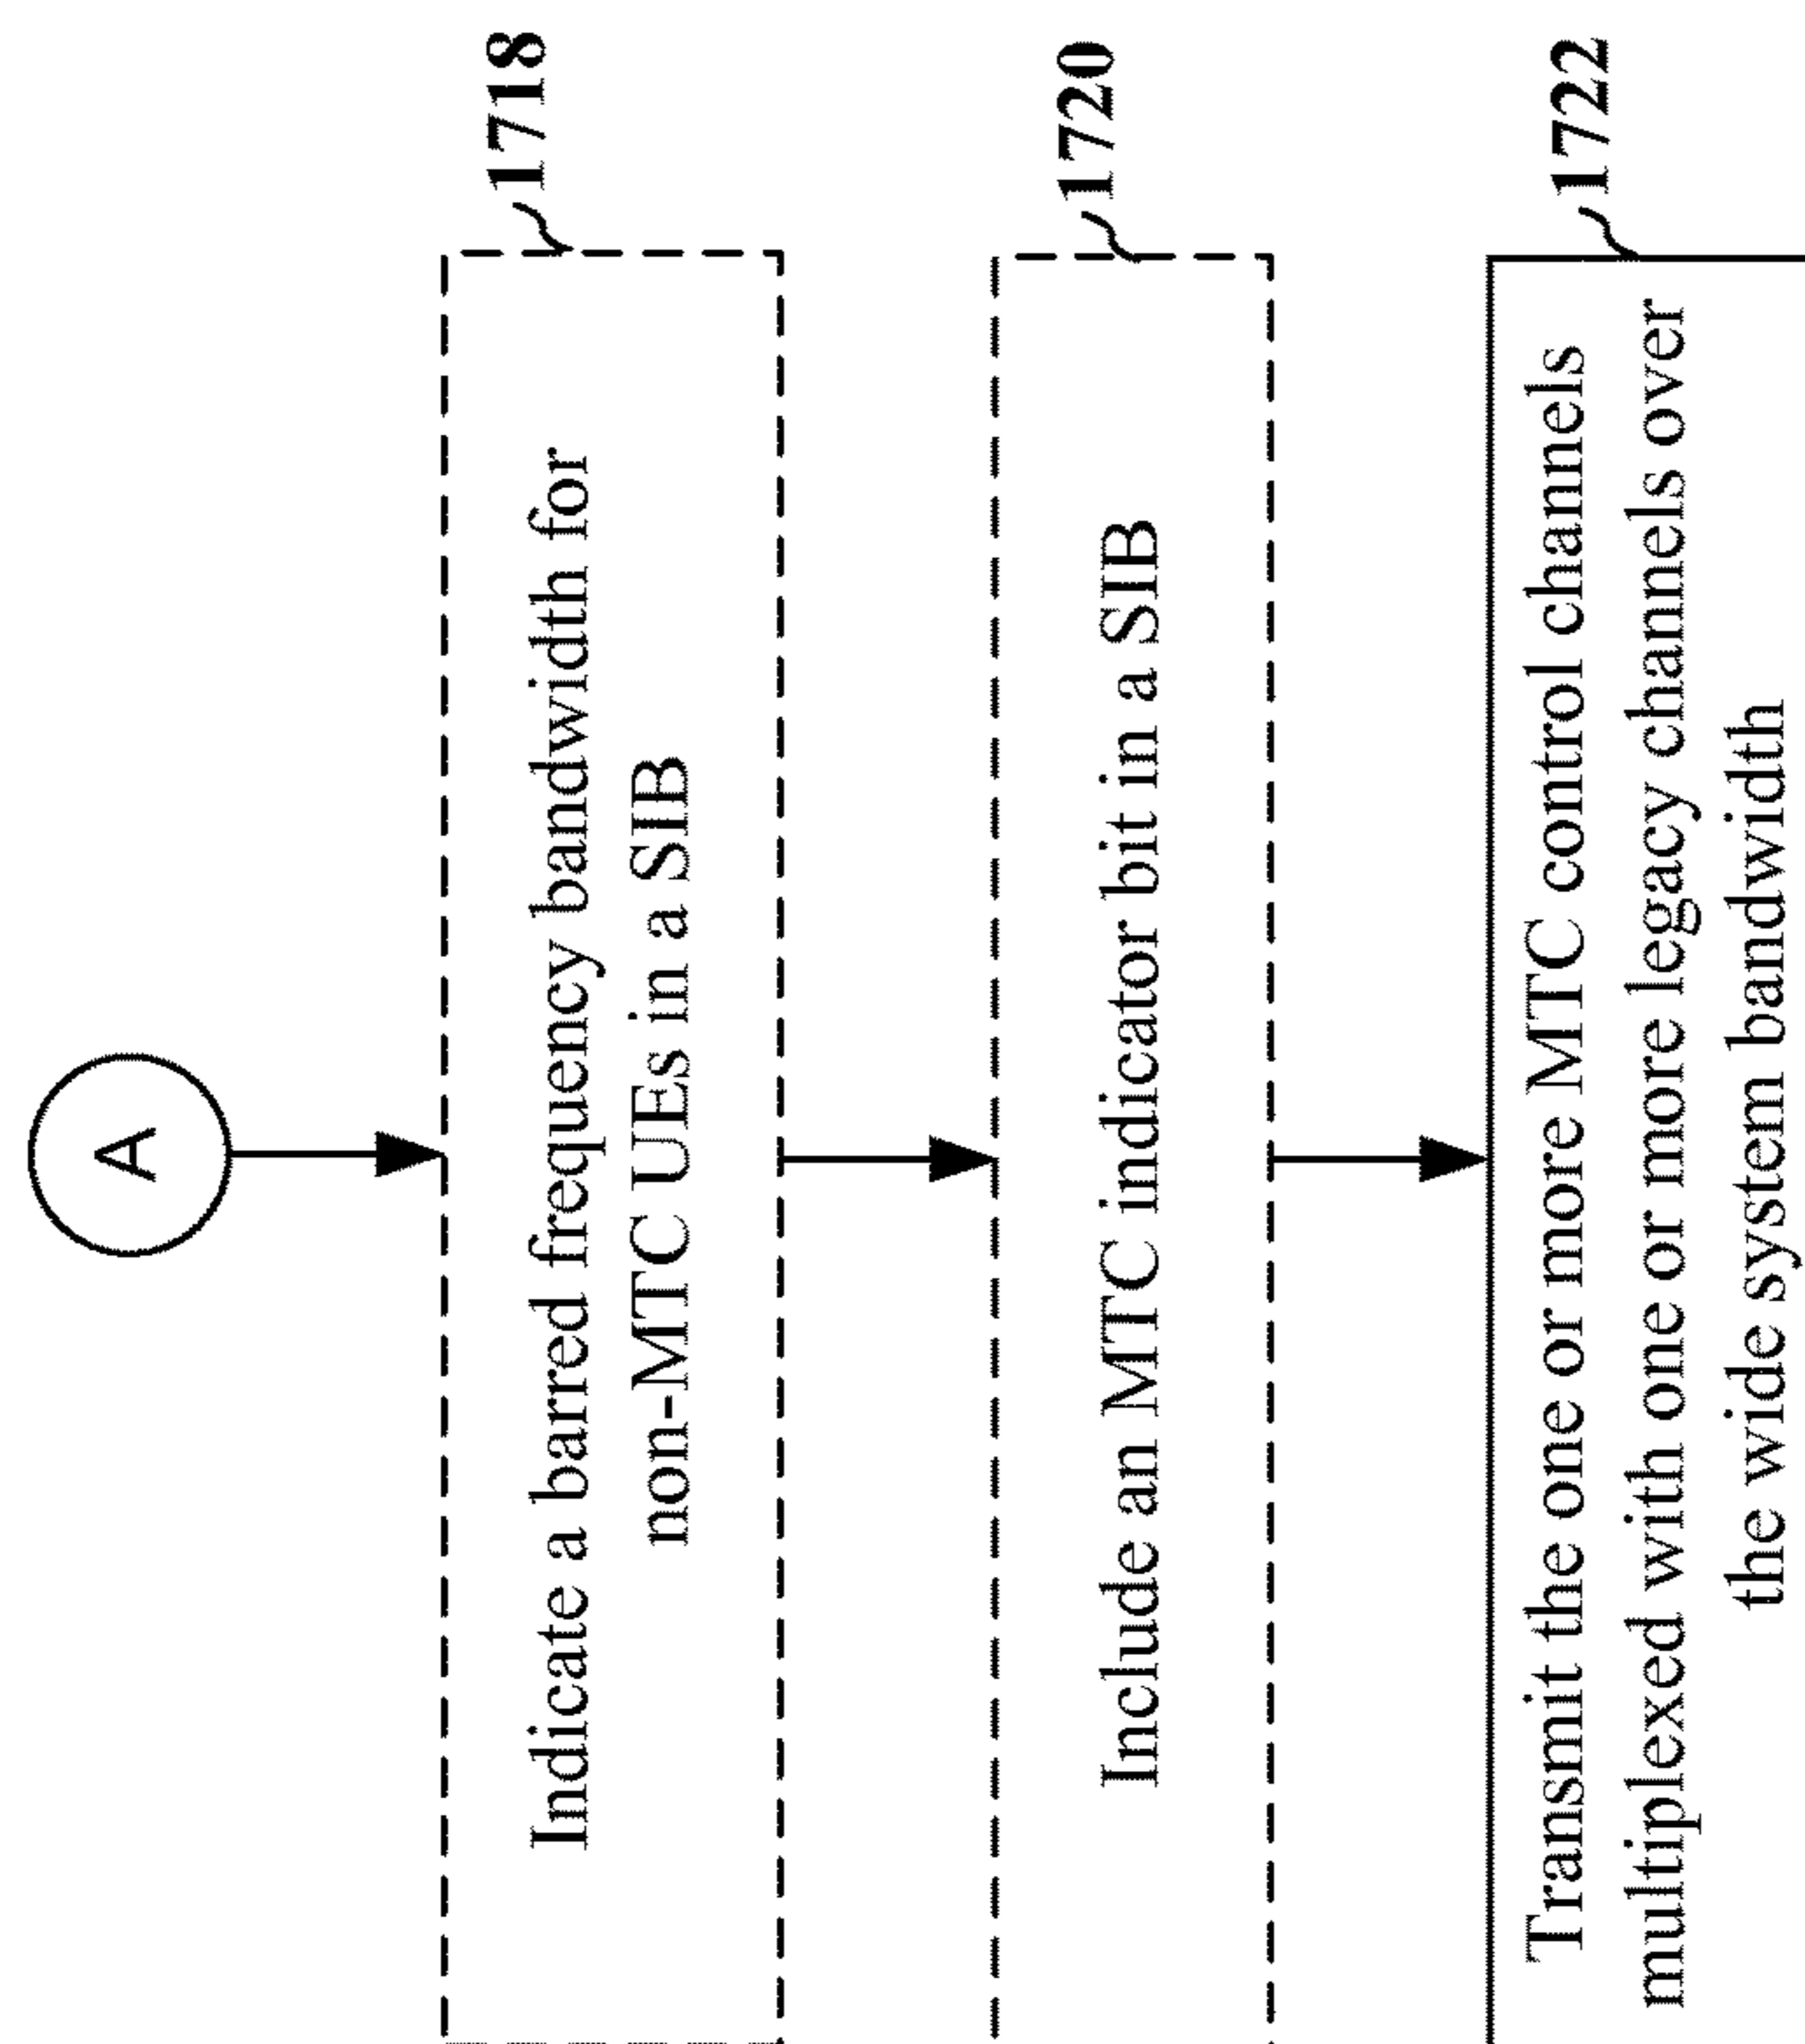 A
Indicate a barred frequency bandwidth for
non-MTC UEs in a SIB
1718
Include an MTC indicator bit in a SIB
1720
Transmit the one or more MTC control channels
multiplexed with one or more legacy channels over
the wide system bandwidth
1722